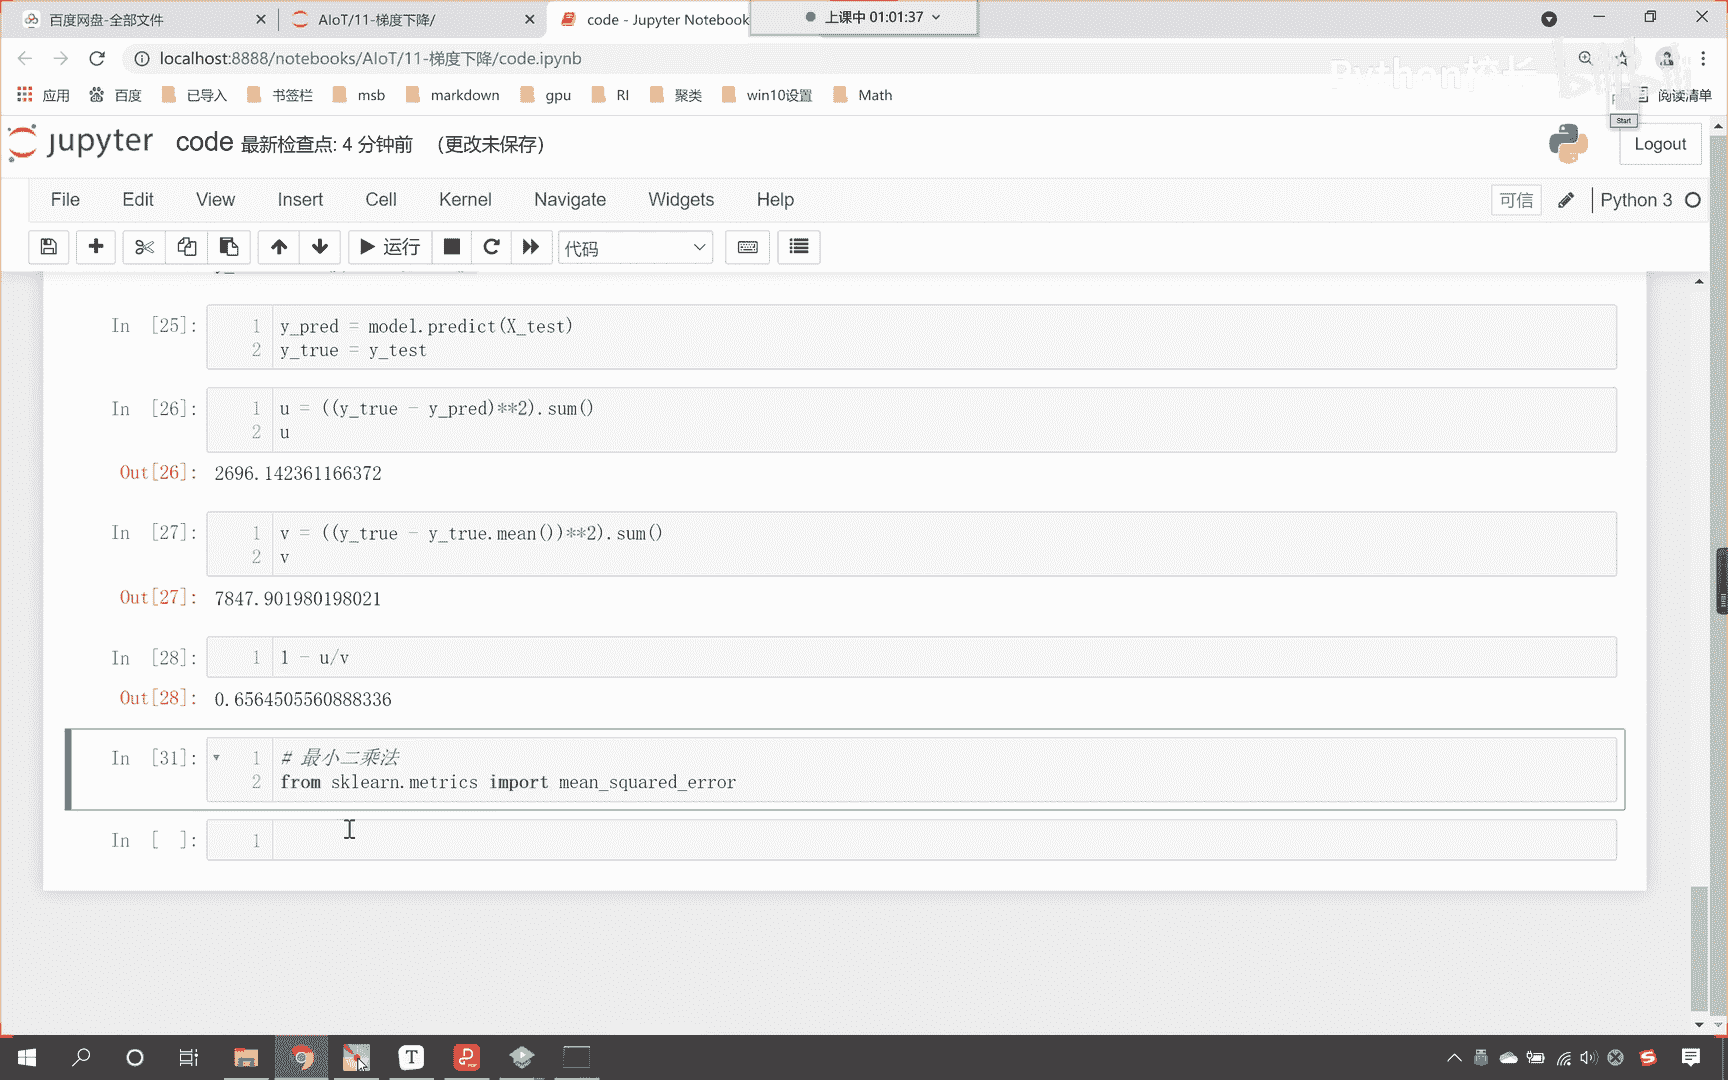 百度网盘-全部文件
AIoT/11-梯度下降/
code - Jupyter Notebook
上课中 01:01:37
localhost:8888/notebooks/AIoT/11-梯度下降/code.ipynb
应用 百度 已导入 书签栏 msb markdown gpu RI 聚类 win10设置 Math 阅读清单
Start
jupyter code 最新检查点: 4 分钟前 (更改未保存)
Logout
File Edit View Insert Cell Kernel Navigate Widgets Help
可信 Python 3
运行 代码
In [25]:
1 y_pred = model.predict(X_test)
2 y_true = y_test
In [26]:
1 u = ((y_true - y_pred)**2).sum()
2 u
Out[26]: 2696.142361166372
In [27]:
1 v = ((y_true - y_true.mean())**2).sum()
2 v
Out[27]: 7847.901980198021
In [28]:
1 1 - u/v
Out[28]: 0.6564505560888336
In [31]:
1 # 最小二乘法
2 from sklearn.metrics import mean_squared_error
In [ ]:
1